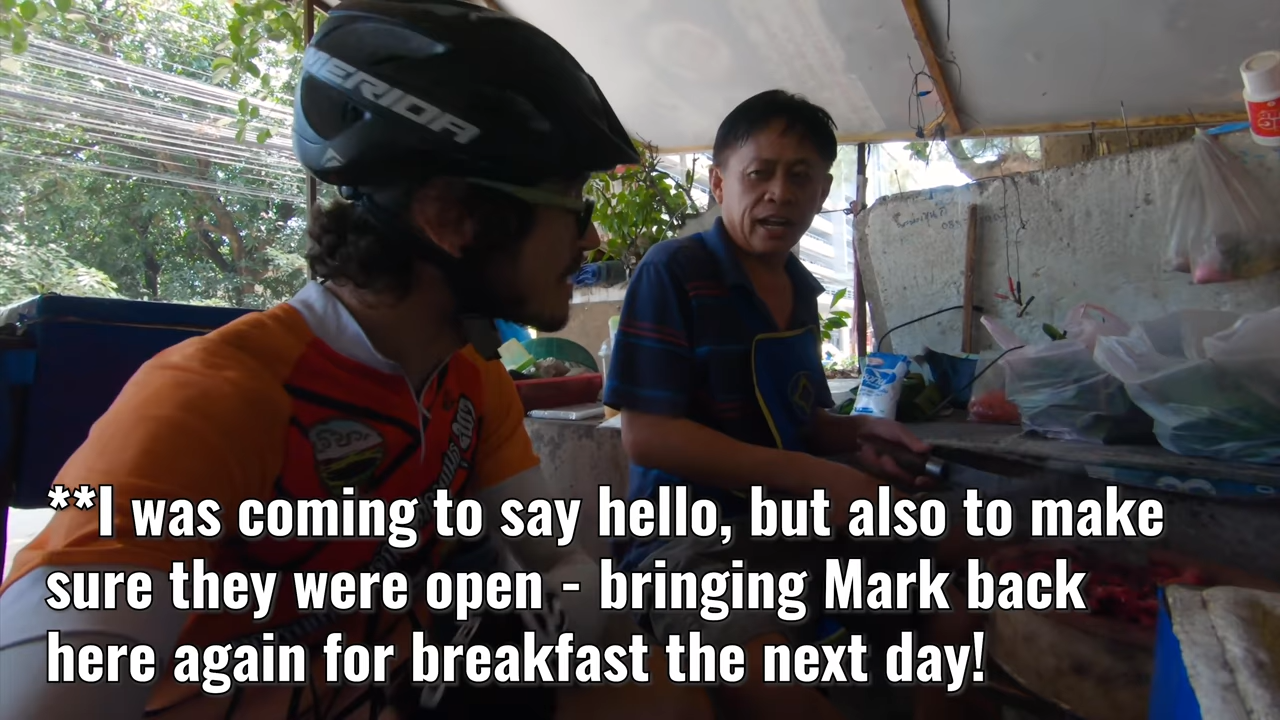 MERIDA
**I was coming to say hello, but also to make
sure they were open - bringing Mark back
here again for breakfast the next day!